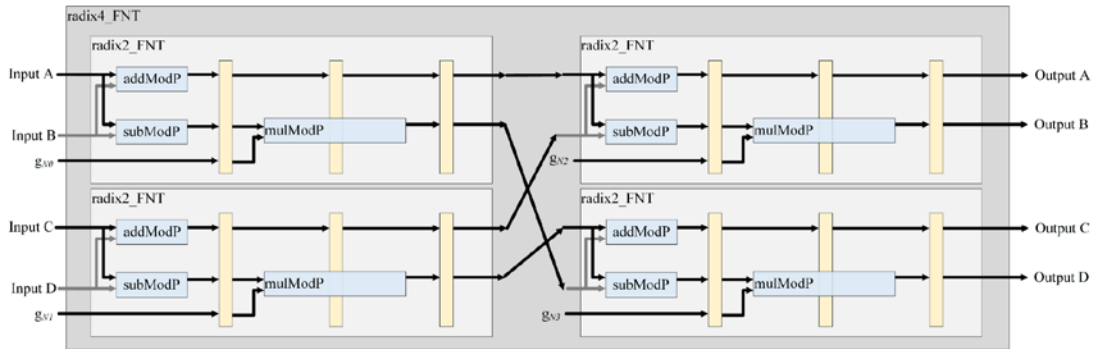 radix4_FNT
radix2_FNT
radix2_FNT
Input A
addModP
addModP
Output A
Input B
subModP
mulModP
subModP
mulModP
Output B
gN0
gN2
radix2_FNT
radix2_FNT
Input C
addModP
addModP
Output C
Input D
subModP
mulModP
subModP
mulModP
Output D
gN1
gN3